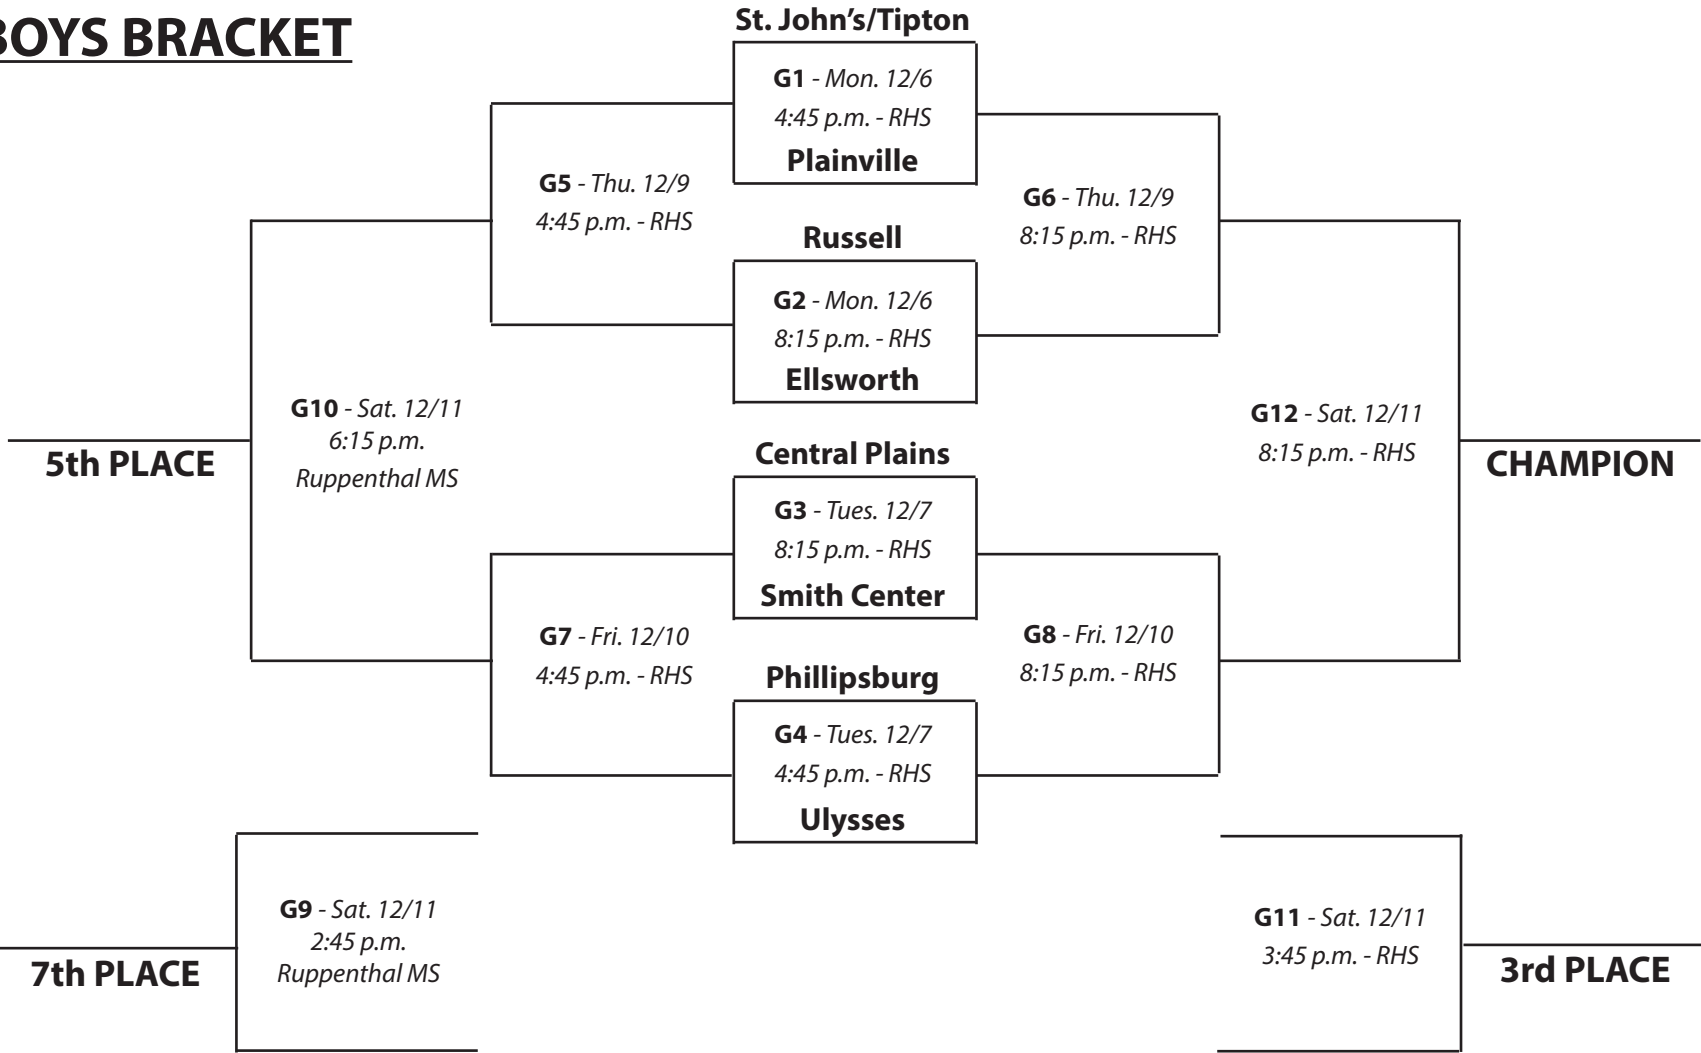 BOYS BRACKET
St. John's/Tipton
G1 - Mon. 12/6
4:45 p.m. - RHS
Plainville
G5 - Thu. 12/9
4:45 p.m. - RHS
G6 - Thu. 12/9
8:15 p.m. - RHS
Russell
G2 - Mon. 12/6
8:15 p.m. - RHS
Ellsworth
G10 - Sat. 12/11
6:15 p.m.
Ruppenthal MS
5th PLACE
G12 - Sat. 12/11
8:15 p.m. - RHS
CHAMPION
Central Plains
G3 - Tues. 12/7
8:15 p.m. - RHS
Smith Center
G7 - Fri. 12/10
4:45 p.m. - RHS
G8 - Fri. 12/10
8:15 p.m. - RHS
Phillipsburg
G4 - Tues. 12/7
4:45 p.m. - RHS
Ulysses
G9 - Sat. 12/11
2:45 p.m.
Ruppenthal MS
7th PLACE
G11 - Sat. 12/11
3:45 p.m. - RHS
3rd PLACE